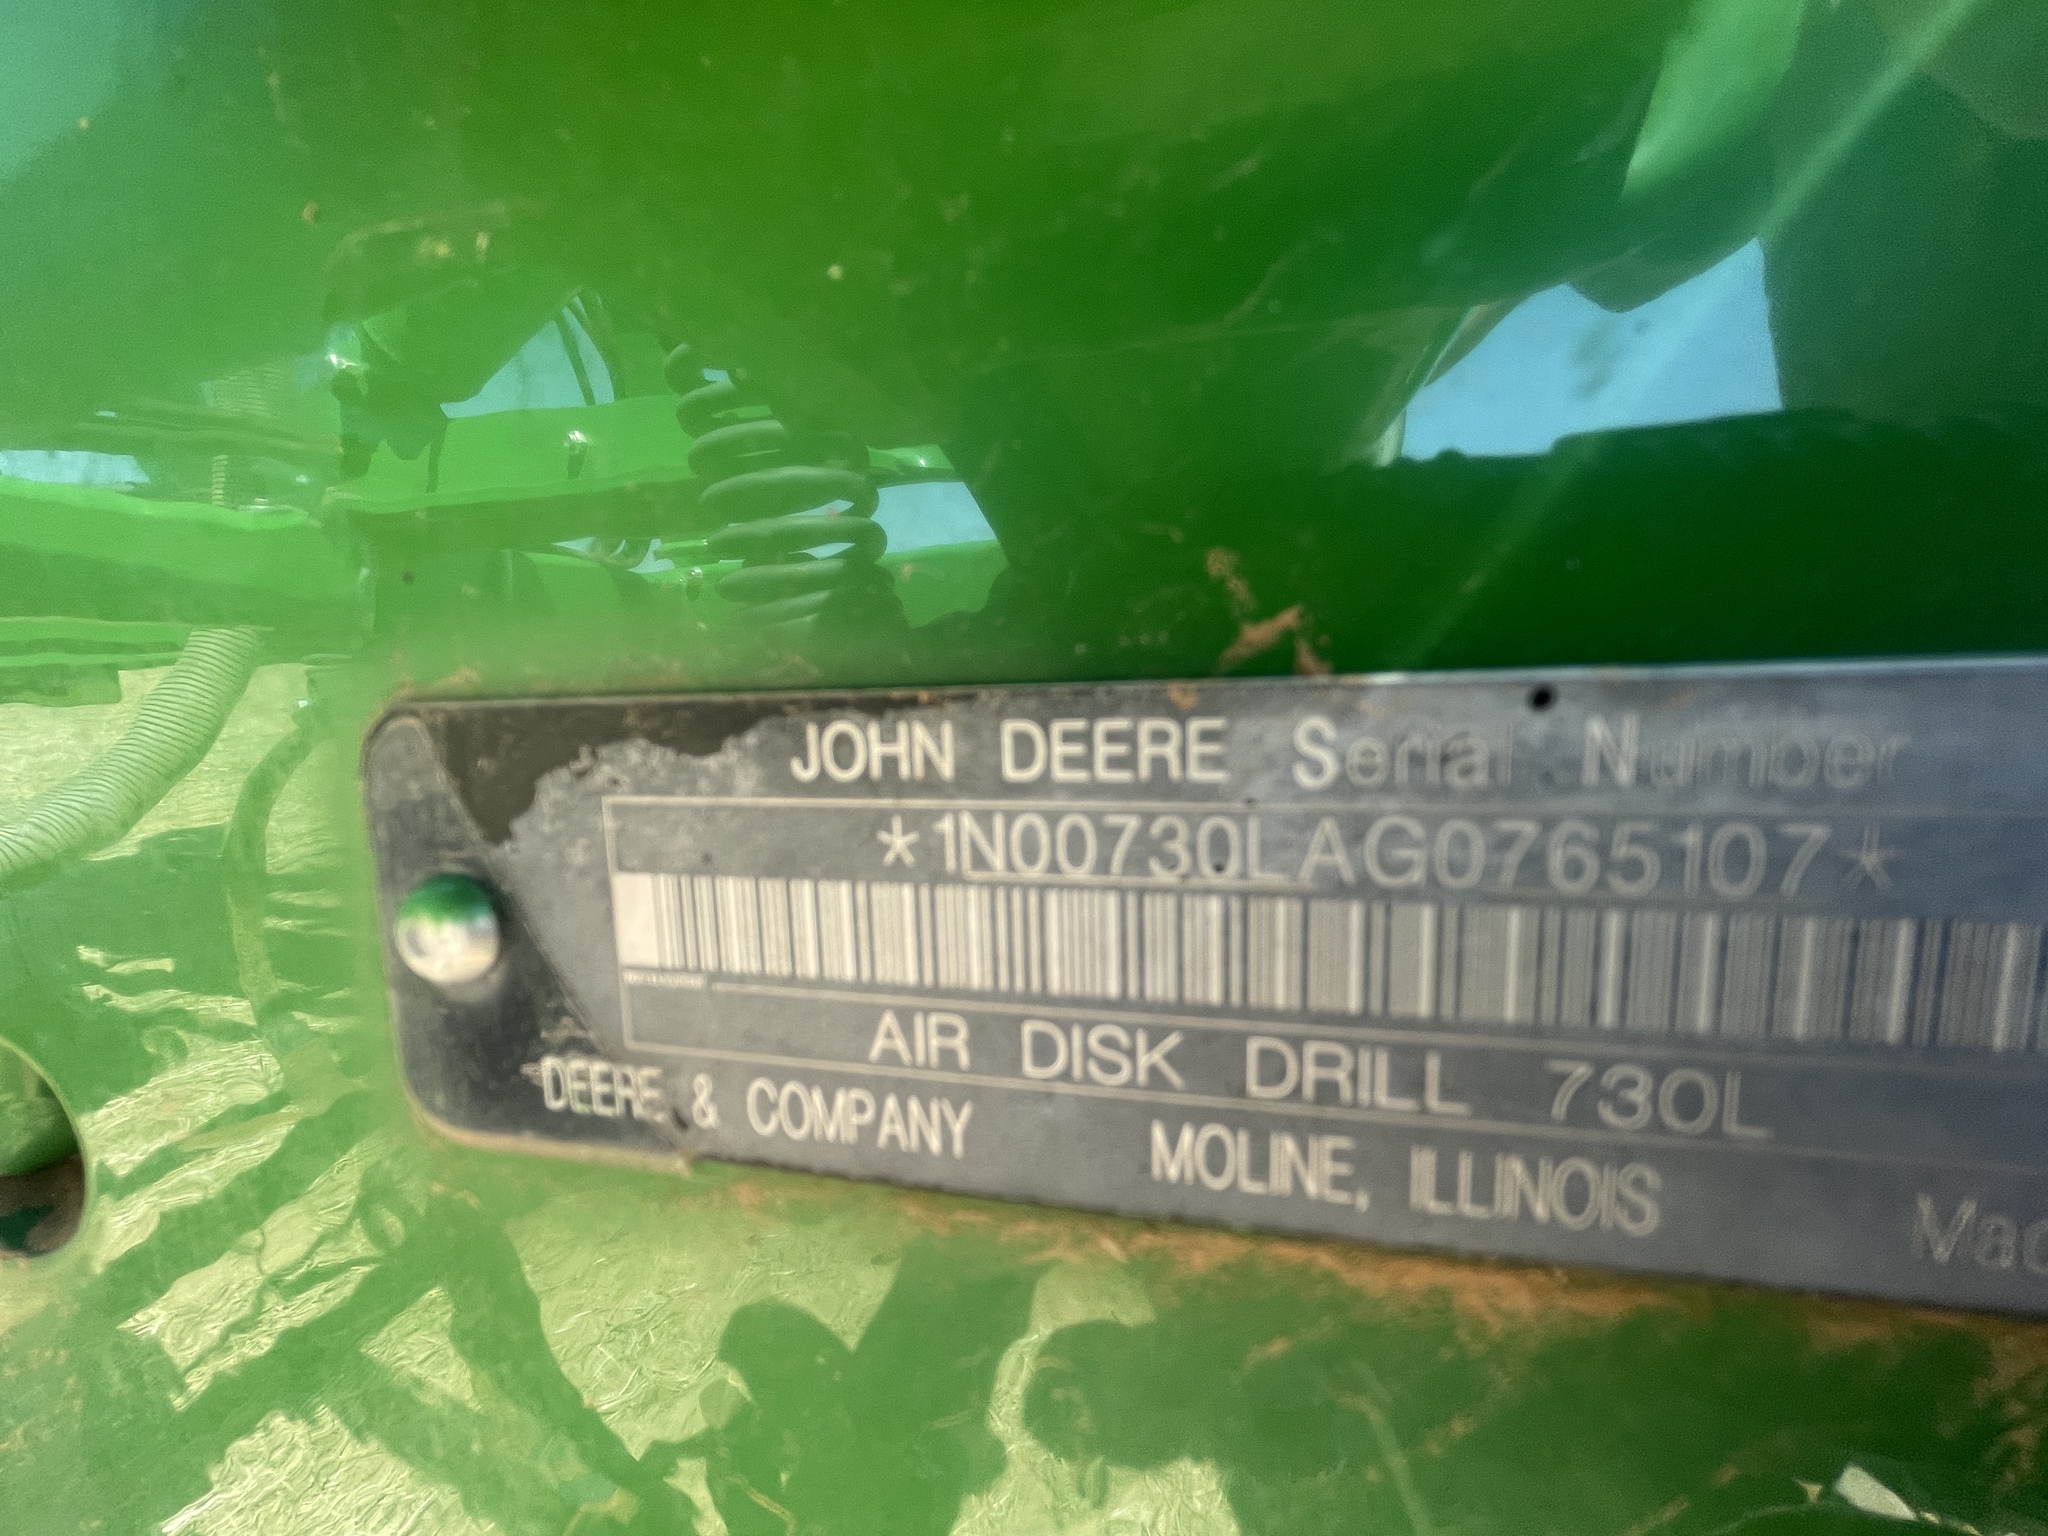 JOHN DEERE Serial Number
*1N00730LAG0765107*
AIR DISK DRILL 730L
DEERE & COMPANY MOLINE, ILLINOIS